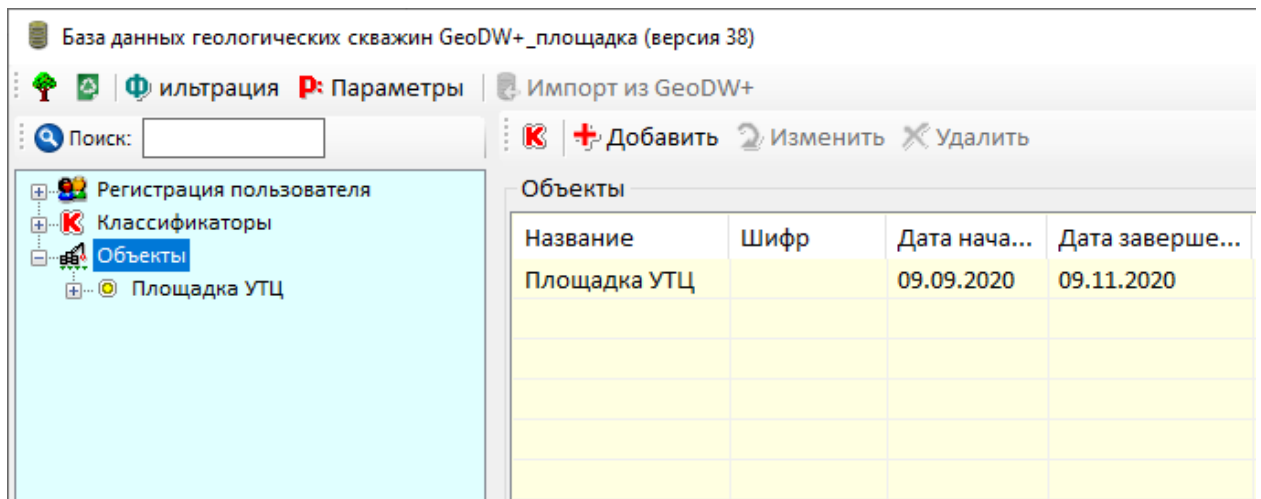 База данных геологических скважин GeoDW+_площадка (версия 38)
Фильтрация P: Параметры Импорт из GeoDW+
Поиск: K Добавить Изменить Удалить
Регистрация пользователя
K Классификаторы
Объекты
Площадка УТЦ
Объекты
Название Шифр Дата нача... Дата заверше...
Площадка УТЦ 09.09.2020 09.11.2020